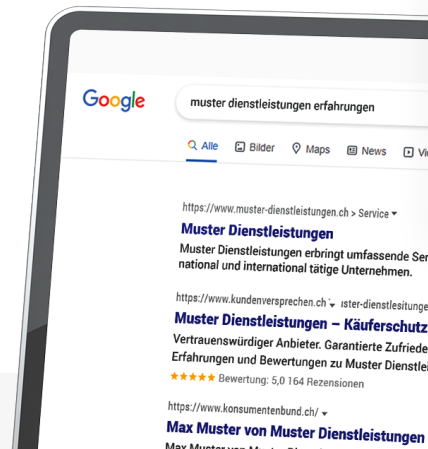 Google
muster dienstleistungen erfahrungen
Alle Bilder Maps News
https://www.muster-dienstleistungen.ch > Service
Muster Dienstleistungen
Muster Dienstleistungen erbringt umfassende
national und international tätige Unternehmen.
https://www.kundenversprechen.ch ister-dienstlesitunge
Muster Dienstleistungen – Käuferschutz
Vertrauenswürdiger Anbieter. Garantierte
Erfahrungen und Bewertungen zu Muster
★★★★★ Bewertung: 5,0 164 Rezensionen
https://www.konsumentenbund.ch/
Max Muster von Muster Dienstleistungen